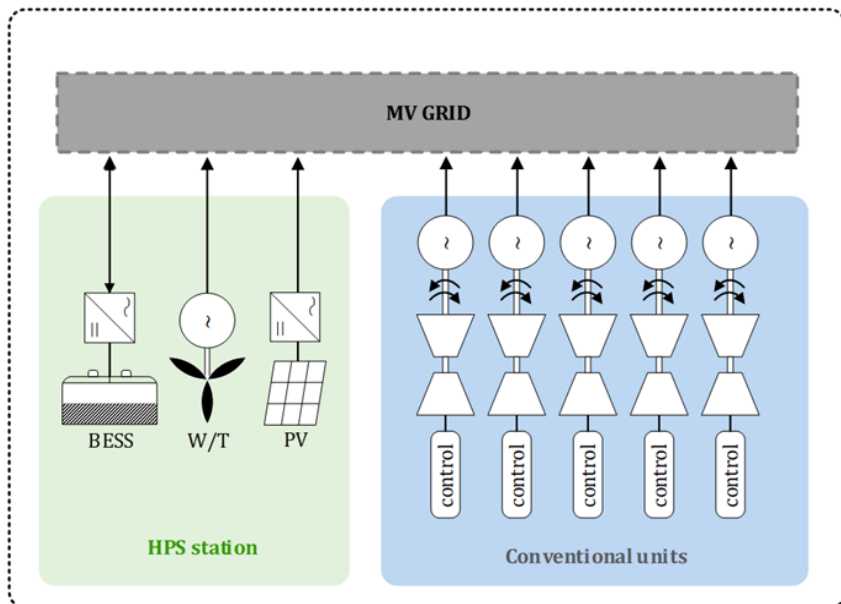 MV GRID
~
~
~
~
~
~
BESS
W/T
PV
control
control
control
control
control
HPS station
Conventional units